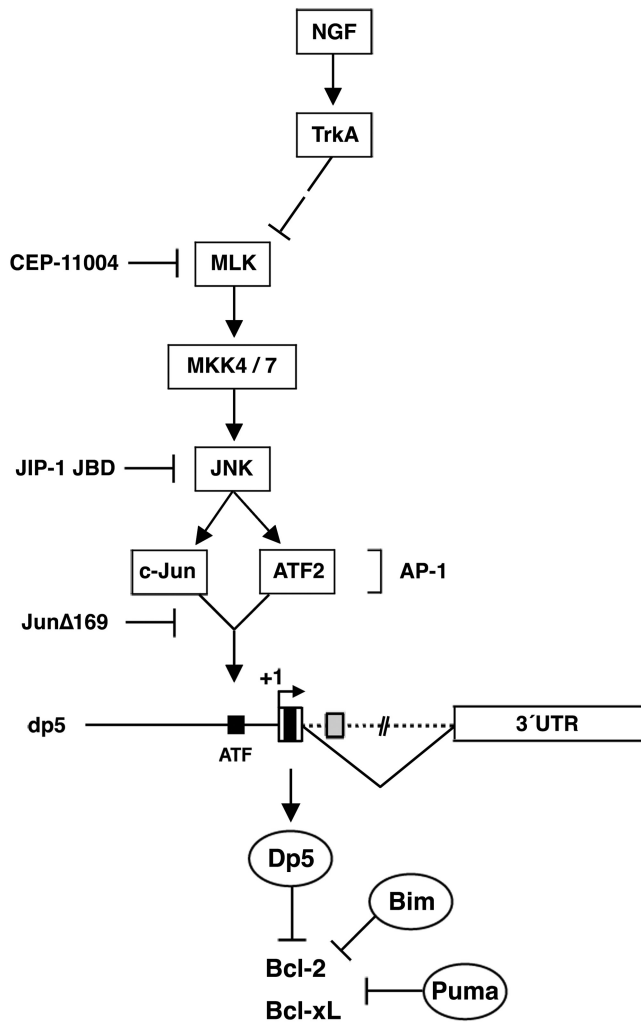 NGF
TrkA
CEP-11004
MLK
MKK4 / 7
JIP-1 JBD
JNK
c-Jun
ATF2
AP-1
JunΔ169
+1
dp5
ATF
3´UTR
Dp5
Bim
Bcl-2
Puma
Bcl-xL